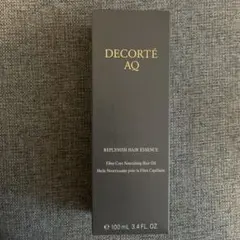 DECORTÉ
AQ
REPLENISH HAIR ESSENCE
Fibre Core Nourishing Hair Oil
Huile Nourrissante pour la Fibre Capillaire
℮ 100 mL 3.4 FL. OZ.